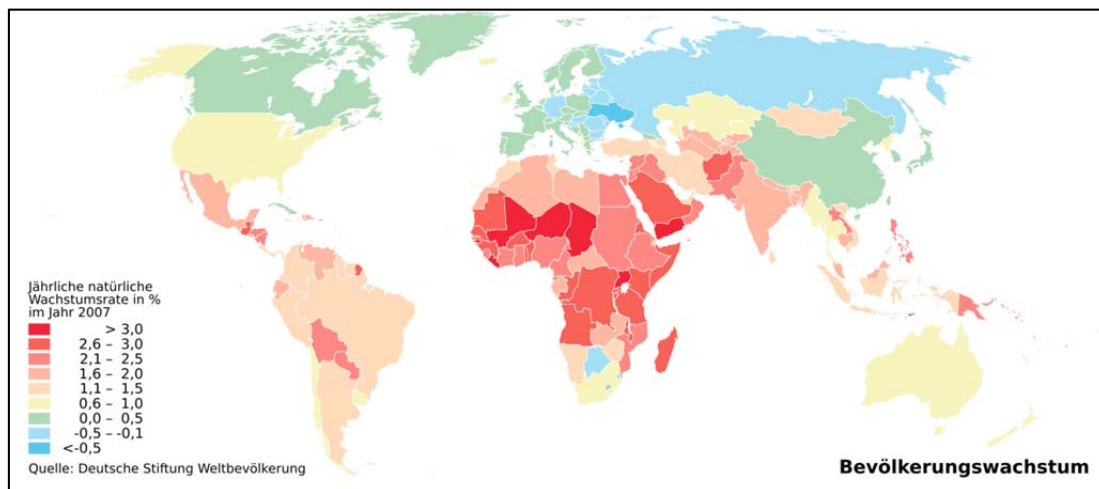 Jährliche natürliche
Wachstumsrate in %
im Jahr 2007
> 3,0
2,6 – 3,0
2,1 – 2,5
1,6 – 2,0
1,1 – 1,5
0,6 – 1,0
0,0 – 0,5
-0,5 – -0,1
<-0,5
Quelle: Deutsche Stiftung Weltbevölkerung
Bevölkerungswachstum